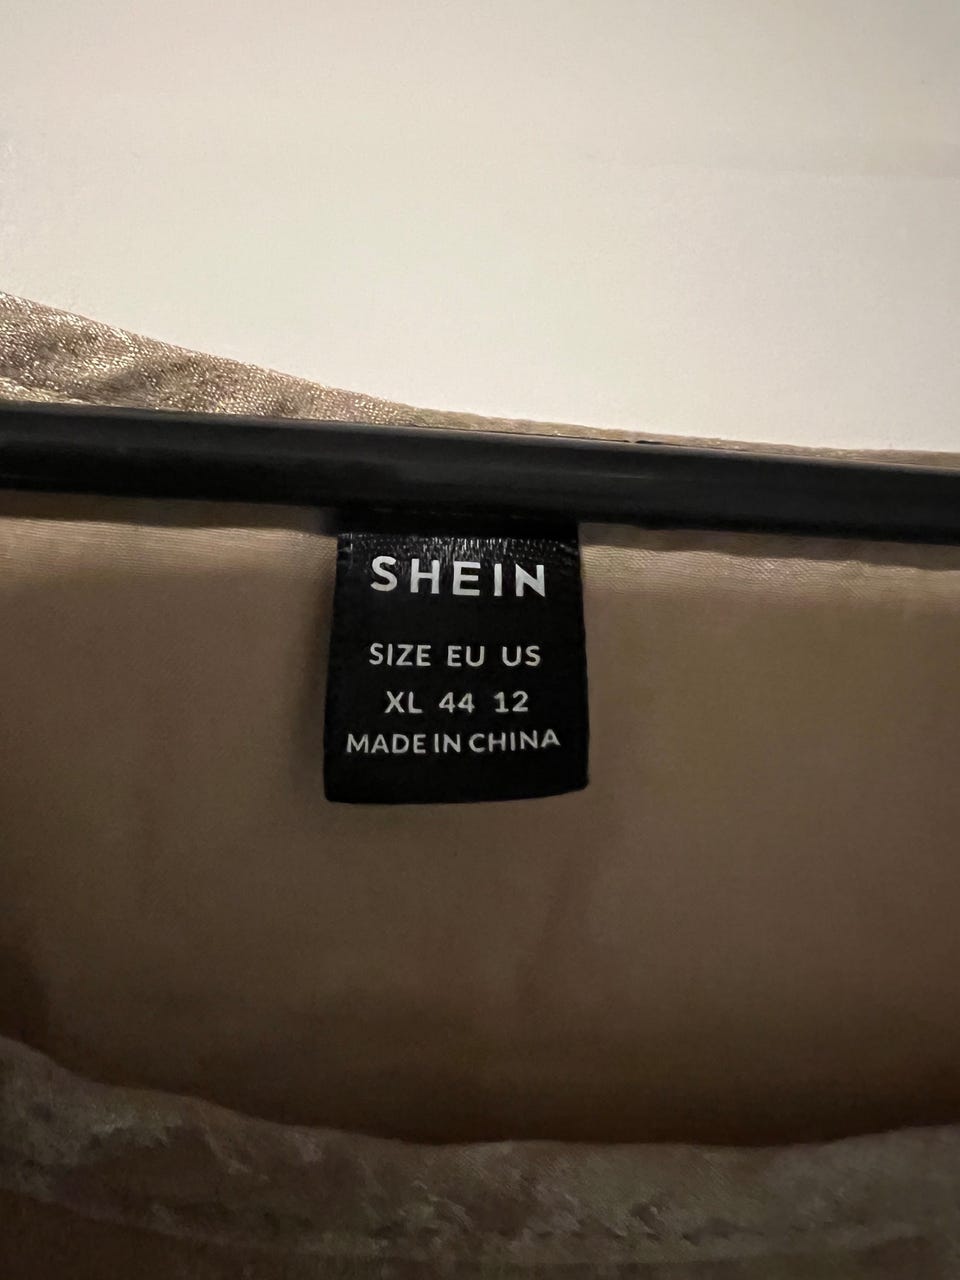 SHEIN
SIZE EU US
XL 44 12
MADE IN CHINA